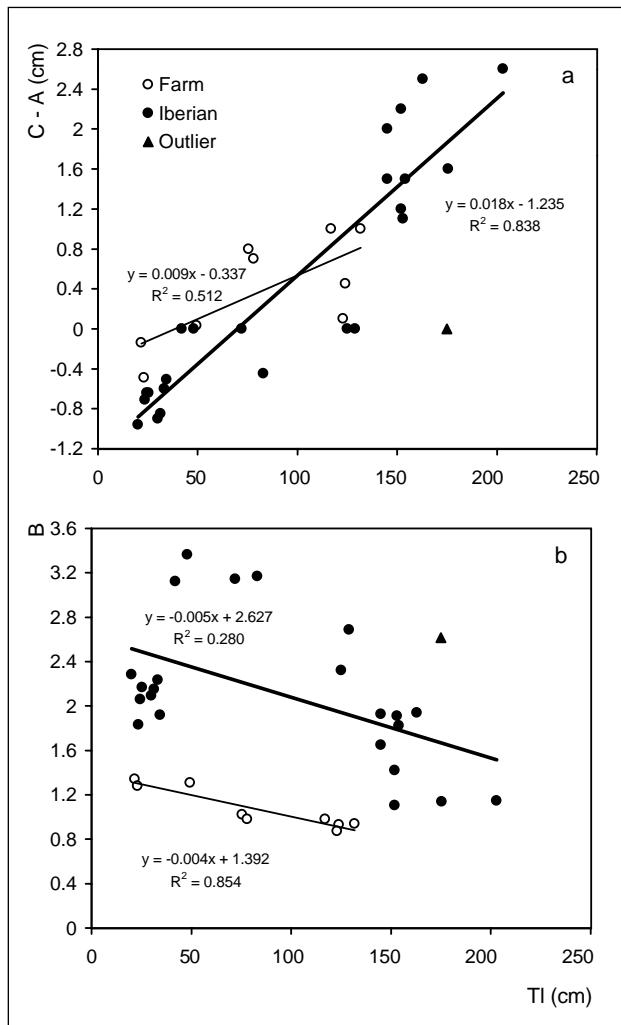 C - A (cm)
2.8
2.4
2
1.6
1.2
0.8
0.4
0
-0.4
-0.8
-1.2
a
Farm
Iberian
Outlier
y = 0.018x - 1.235
R² = 0.838
y = 0.009x - 0.337
R² = 0.512
0 50 100 150 200 250
B
3.6
3.2
2.8
2.4
2
1.6
1.2
0.8
0.4
0
b
y = -0.005x + 2.627
R² = 0.280
y = -0.004x + 1.392
R² = 0.854
0 50 100 150 200 250
Tl (cm)